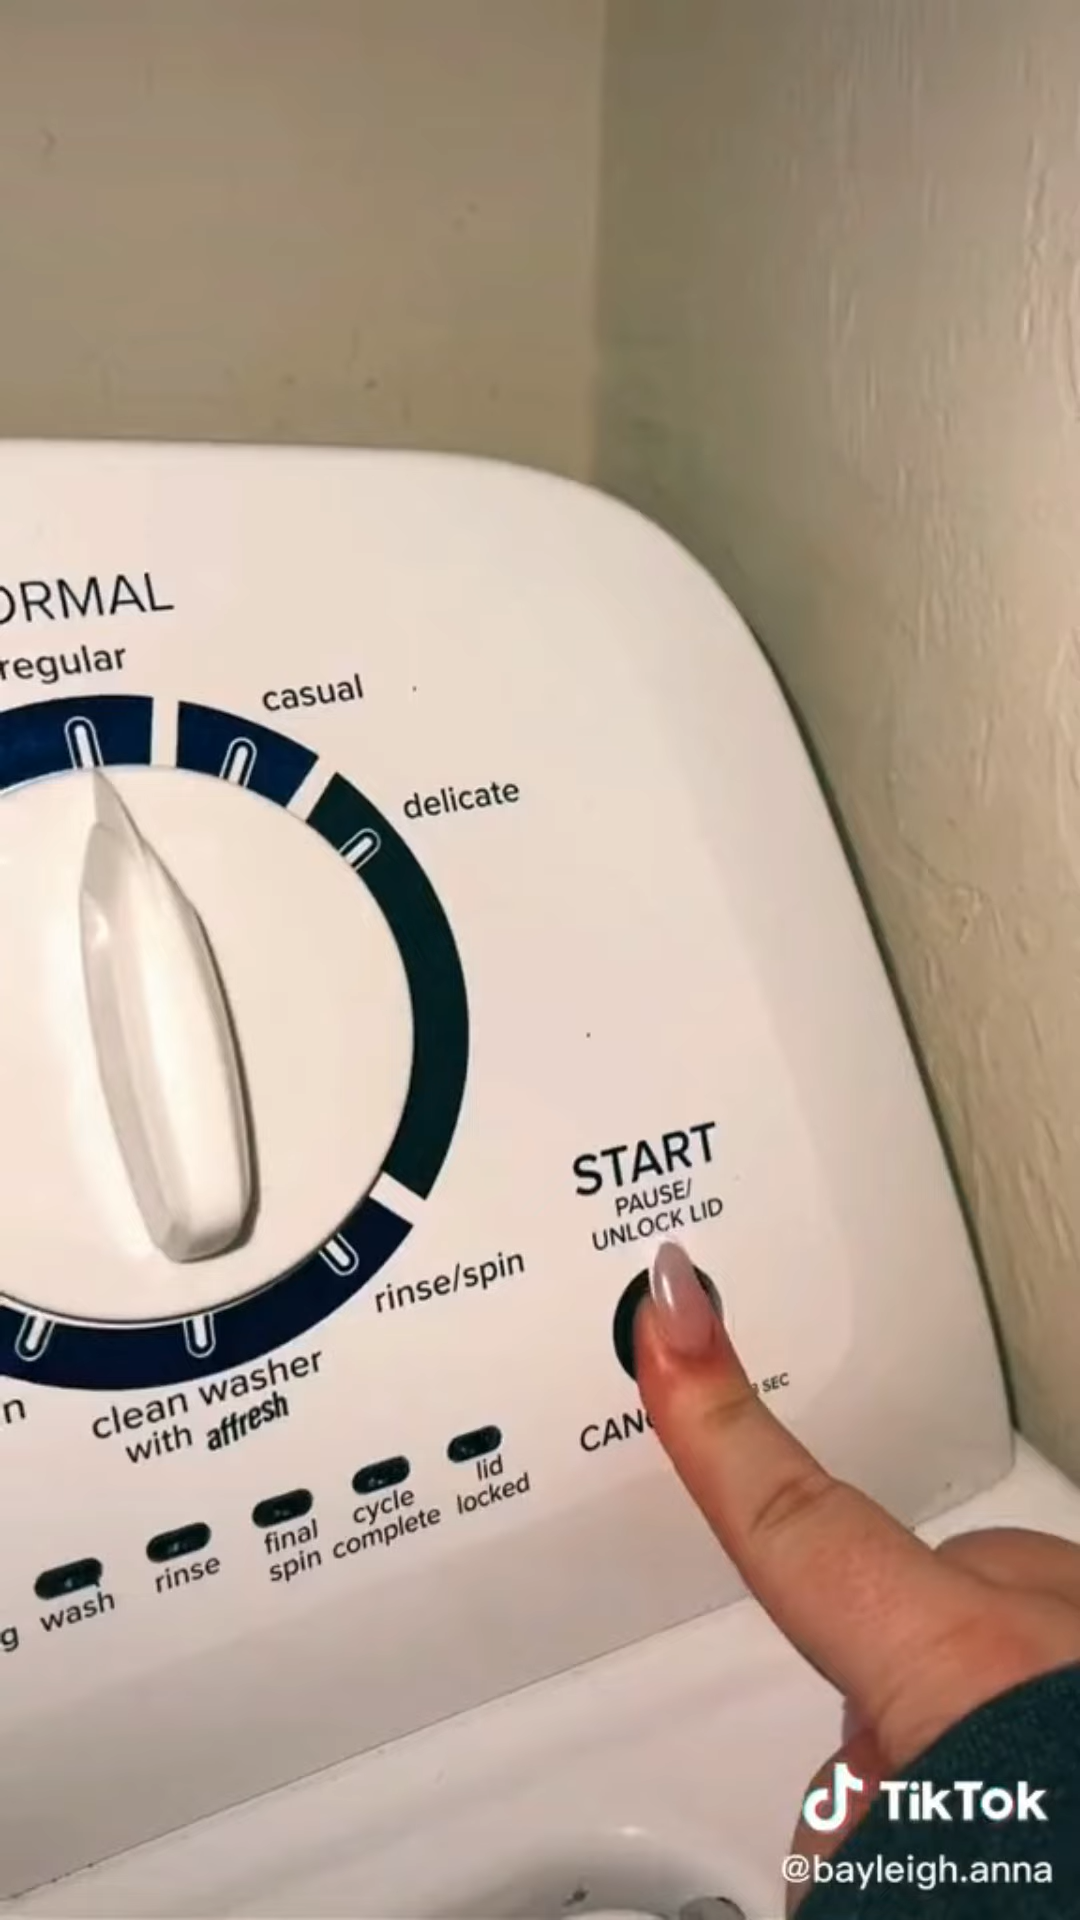 ORMAL
regular
casual
delicate
START
PAUSE/
UNLOCK LID
rinse/spin
clean washer
with affresh
SEC
lid
locked
cycle
complete
final
spin
rinse
wash
TikTok
@bayleigh.anna